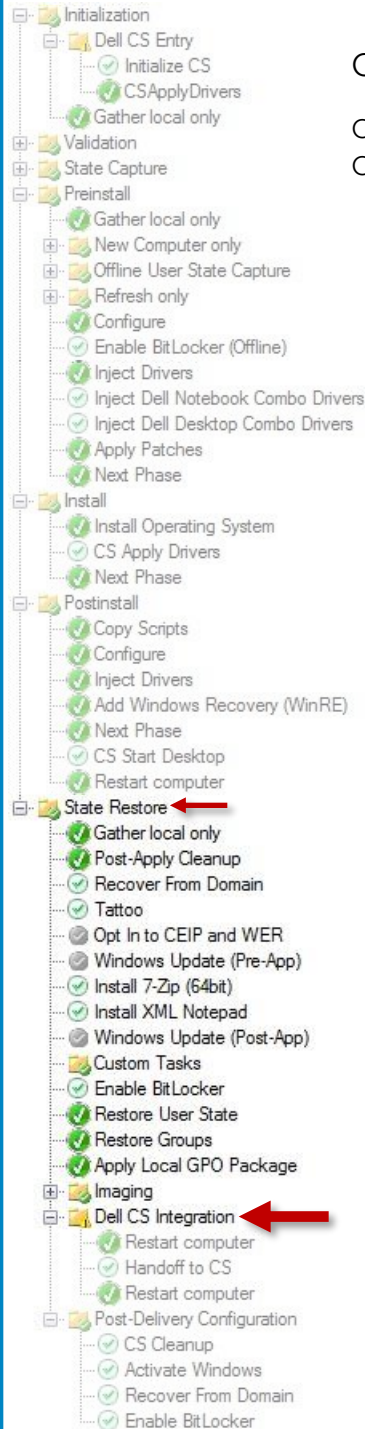 Initialization
Dell CS Entry
Initialize CS
CSApplyDrivers
Gather local only
Validation
State Capture
Preinstall
Gather local only
New Computer only
Offline User State Capture
Refresh only
Configure
Enable BitLocker (Offline)
Inject Drivers
Inject Dell Notebook Combo Drivers
Inject Dell Desktop Combo Drivers
Apply Patches
Next Phase
Install
Install Operating System
CS Apply Drivers
Next Phase
Postinstall
Copy Scripts
Configure
Inject Drivers
Add Windows Recovery (WinRE)
Next Phase
CS Start Desktop
Restart computer
State Restore
Gather local only
Post-Apply Cleanup
Recover From Domain
Tattoo
Opt In to CEIP and WER
Windows Update (Pre-App)
Install 7-Zip (64bit)
Install XML Notepad
Windows Update (Post-App)
Custom Tasks
Enable BitLocker
Restore User State
Restore Groups
Apply Local GPO Package
Imaging
Dell CS Integration
Restart computer
Handoff to CS
Restart computer
Post-Delivery Configuration
CS Cleanup
Activate Windows
Recover From Domain
Enable BitLocker